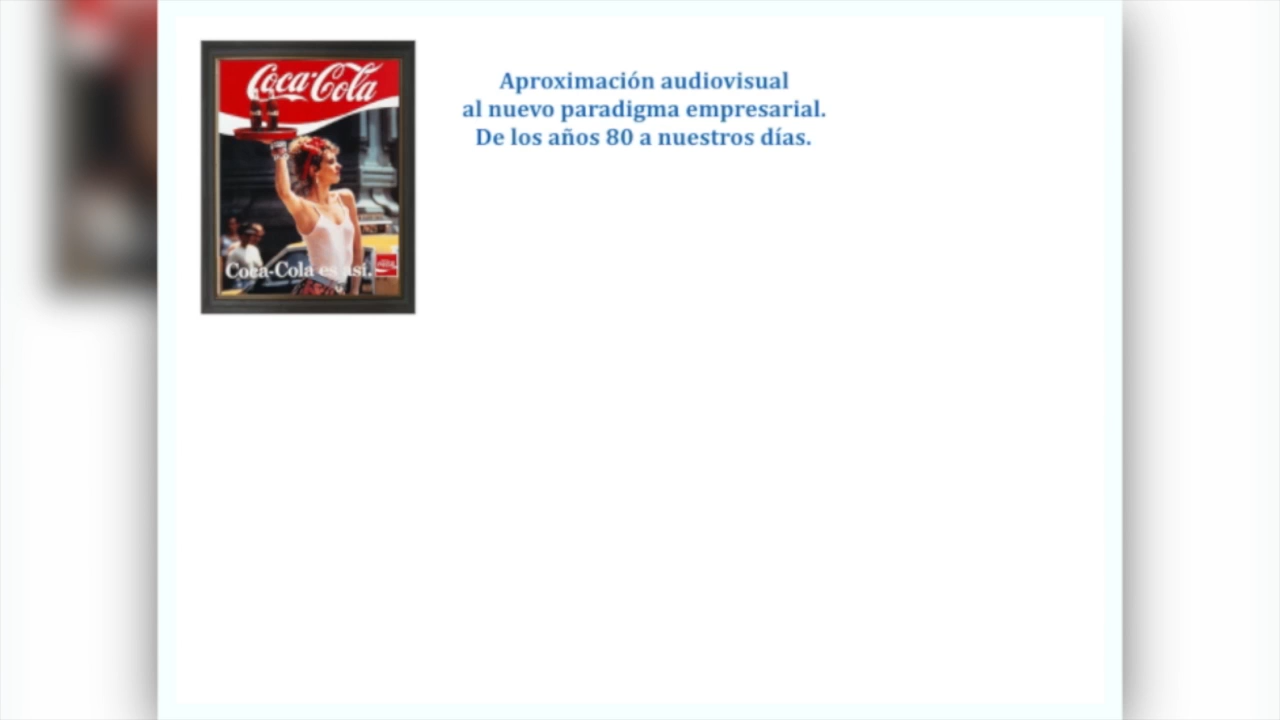 Coca-Cola
Coca-Cola es así.
Aproximación audiovisual
al nuevo paradigma empresarial.
De los años 80 a nuestros días.